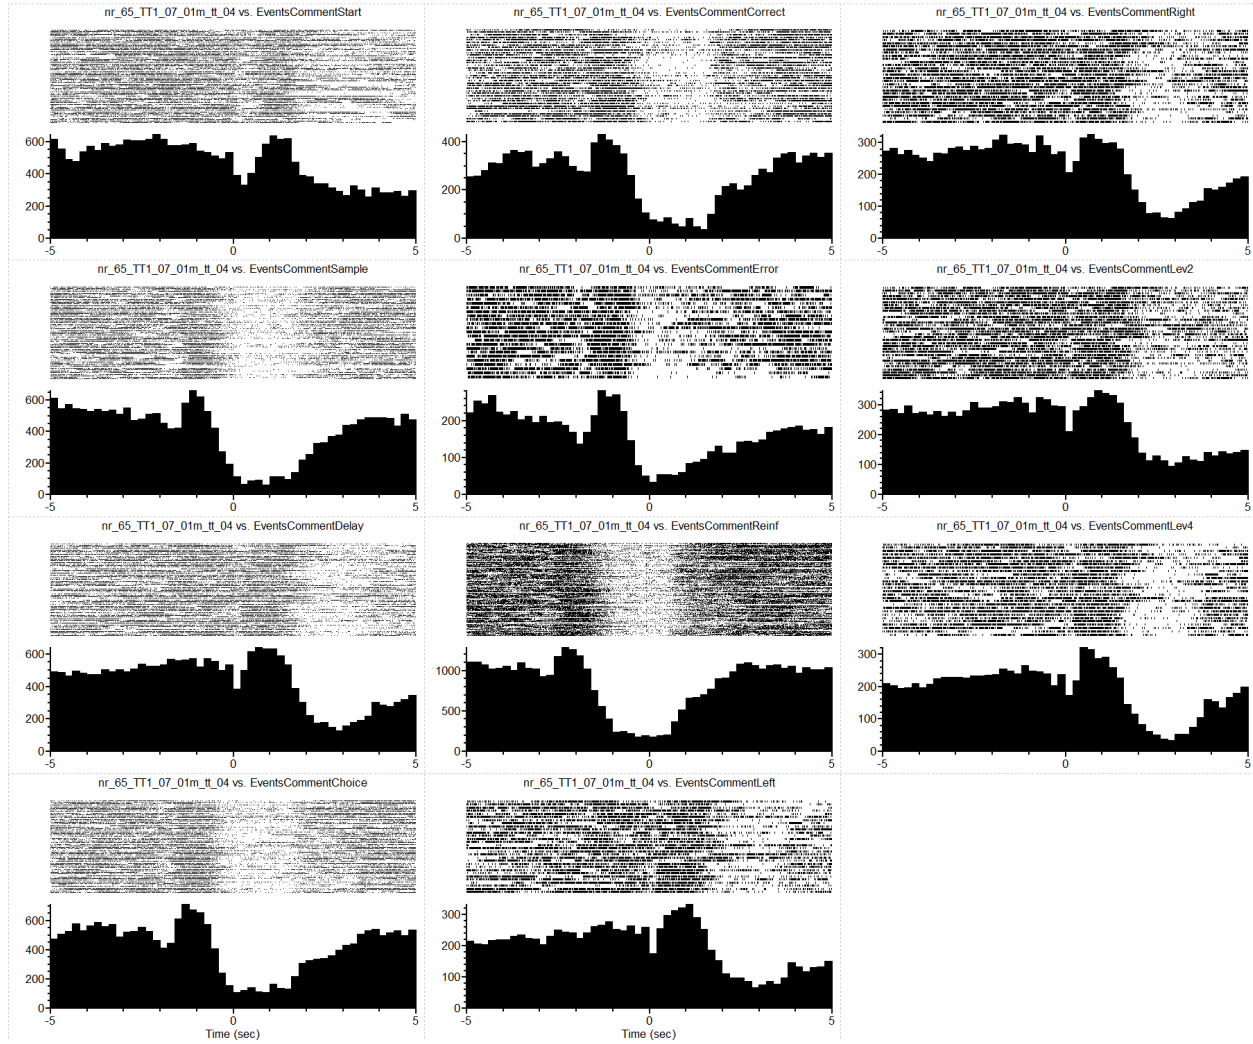 nr_65_TT1_07_01m_tt_04 vs. EventsCommentStart
600
400
200
0
-5 0 5
nr_65_TT1_07_01m_tt_04 vs. EventsCommentCorrect
400
200
0
-5 0 5
nr_65_TT1_07_01m_tt_04 vs. EventsCommentRight
300
200
100
0
-5 0 5
nr_65_TT1_07_01m_tt_04 vs. EventsCommentSample
600
400
200
0
-5 0 5
nr_65_TT1_07_01m_tt_04 vs. EventsCommentError
200
100
0
-5 0 5
nr_65_TT1_07_01m_tt_04 vs. EventsCommentLev2
300
200
100
0
-5 0 5
nr_65_TT1_07_01m_tt_04 vs. EventsCommentDelay
600
400
200
0
-5 0 5
nr_65_TT1_07_01m_tt_04 vs. EventsCommentReinf
1000
500
0
-5 0 5
nr_65_TT1_07_01m_tt_04 vs. EventsCommentLev4
300
200
100
0
-5 0 5
nr_65_TT1_07_01m_tt_04 vs. EventsCommentChoice
600
400
200
0
-5 0 5
Time (sec)
nr_65_TT1_07_01m_tt_04 vs. EventsCommentLeft
300
200
100
0
-5 0 5
Time (sec)